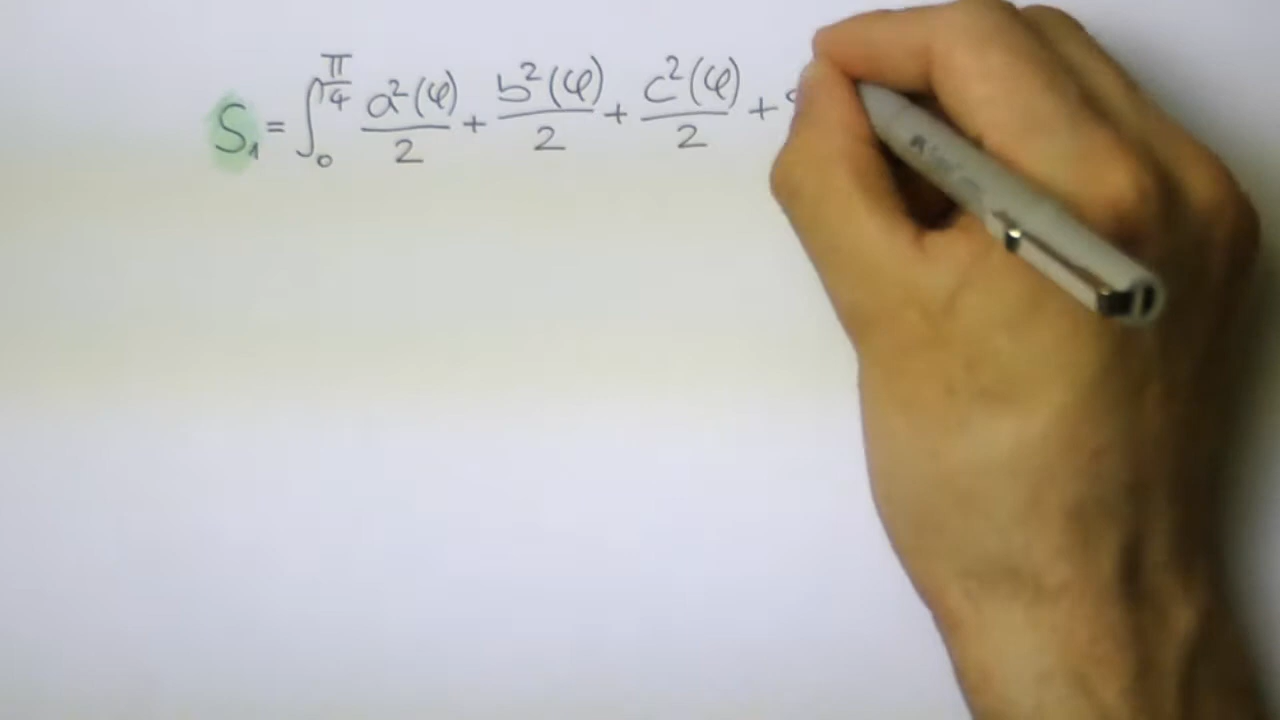 S₁ = ∫₀^(π/4) a²(φ)/2 + b²(φ)/2 + c²(φ)/2 +